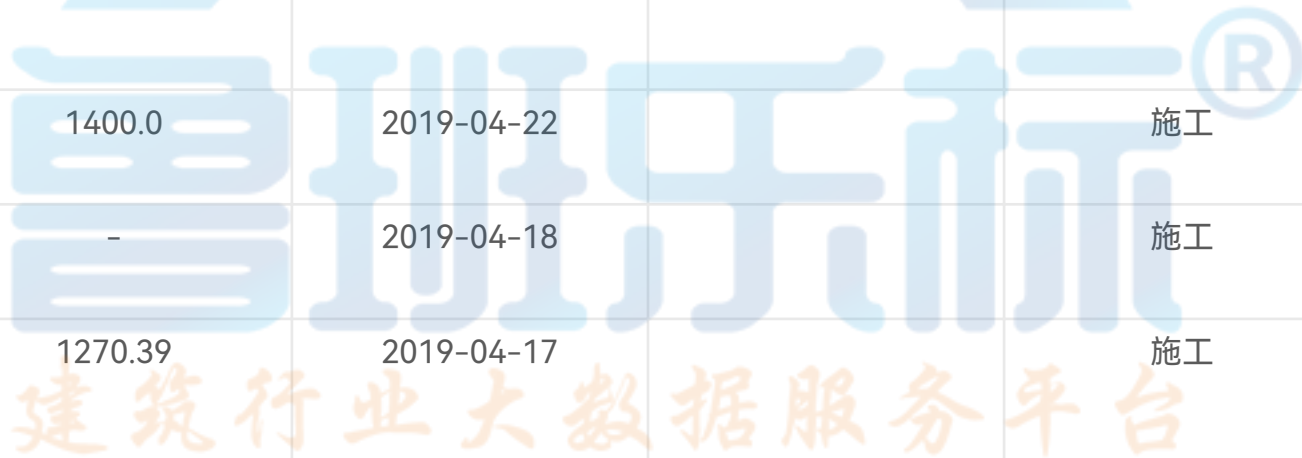 鲁班乐标®
1400.0 2019-04-22 施工
- 2019-04-18 施工
1270.39 2019-04-17 施工
建筑行业大数据服务平台